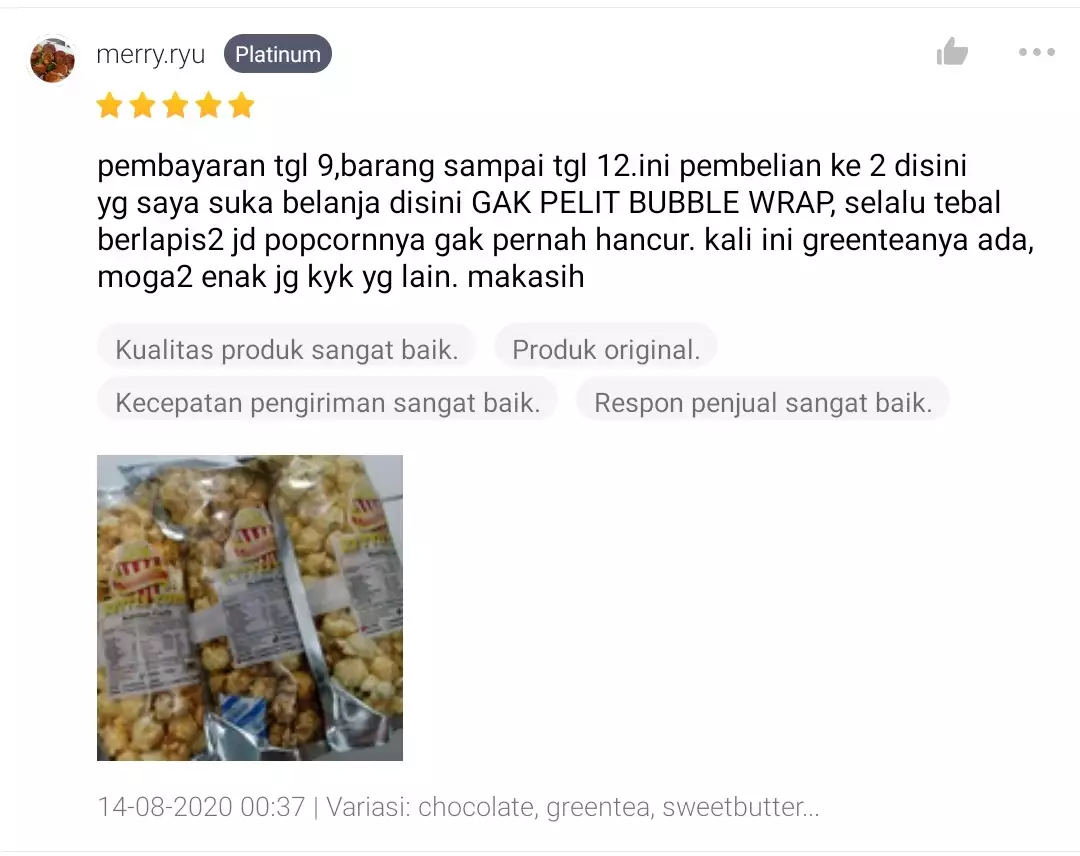 merry.ryu Platinum
pembayaran tgl 9,barang sampai tgl 12.ini pembelian ke 2 disini
yg saya suka belanja disini GAK PELIT BUBBLE WRAP, selalu tebal
berlapis2 jd popcornnya gak pernah hancur. kali ini greenteanya ada,
moga2 enak jg kyk yg lain. makasih
Kualitas produk sangat baik. Produk original.
Kecepatan pengiriman sangat baik. Respon penjual sangat baik.
14-08-2020 00:37 | Variasi: chocolate, greentea, sweetbutter...